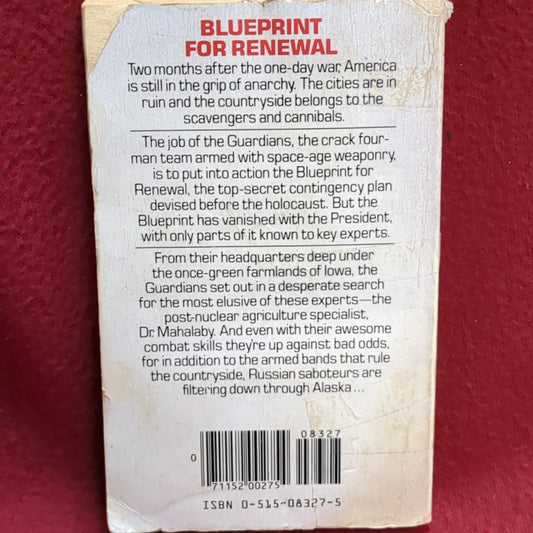 BLUEPRINT
FOR RENEWAL
Two months after the one-day war, America
is still in the grip of anarchy. The cities are in
ruin and the countryside belongs to the
scavengers and cannibals.
The job of the Guardians, the crack four-
man team armed with space-age weaponry,
is to put into action the Blueprint for
Renewal, the top-secret contingency plan
devised before the holocaust. But the
Blueprint has vanished with the President,
with only parts of it known to key experts.
From their headquarters deep under
the once-green farmlands of Iowa, the
Guardians set out in a desperate search
for the most elusive of these experts—the
post-nuclear agriculture specialist,
Dr. Mahalaby. And even with their awesome
combat skills they're up against bad odds,
for in addition to the armed bands that rule
the countryside, Russian saboteurs are
filtering down through Alaska...
08327
0
71152 00275
ISBN 0-515-08327-5